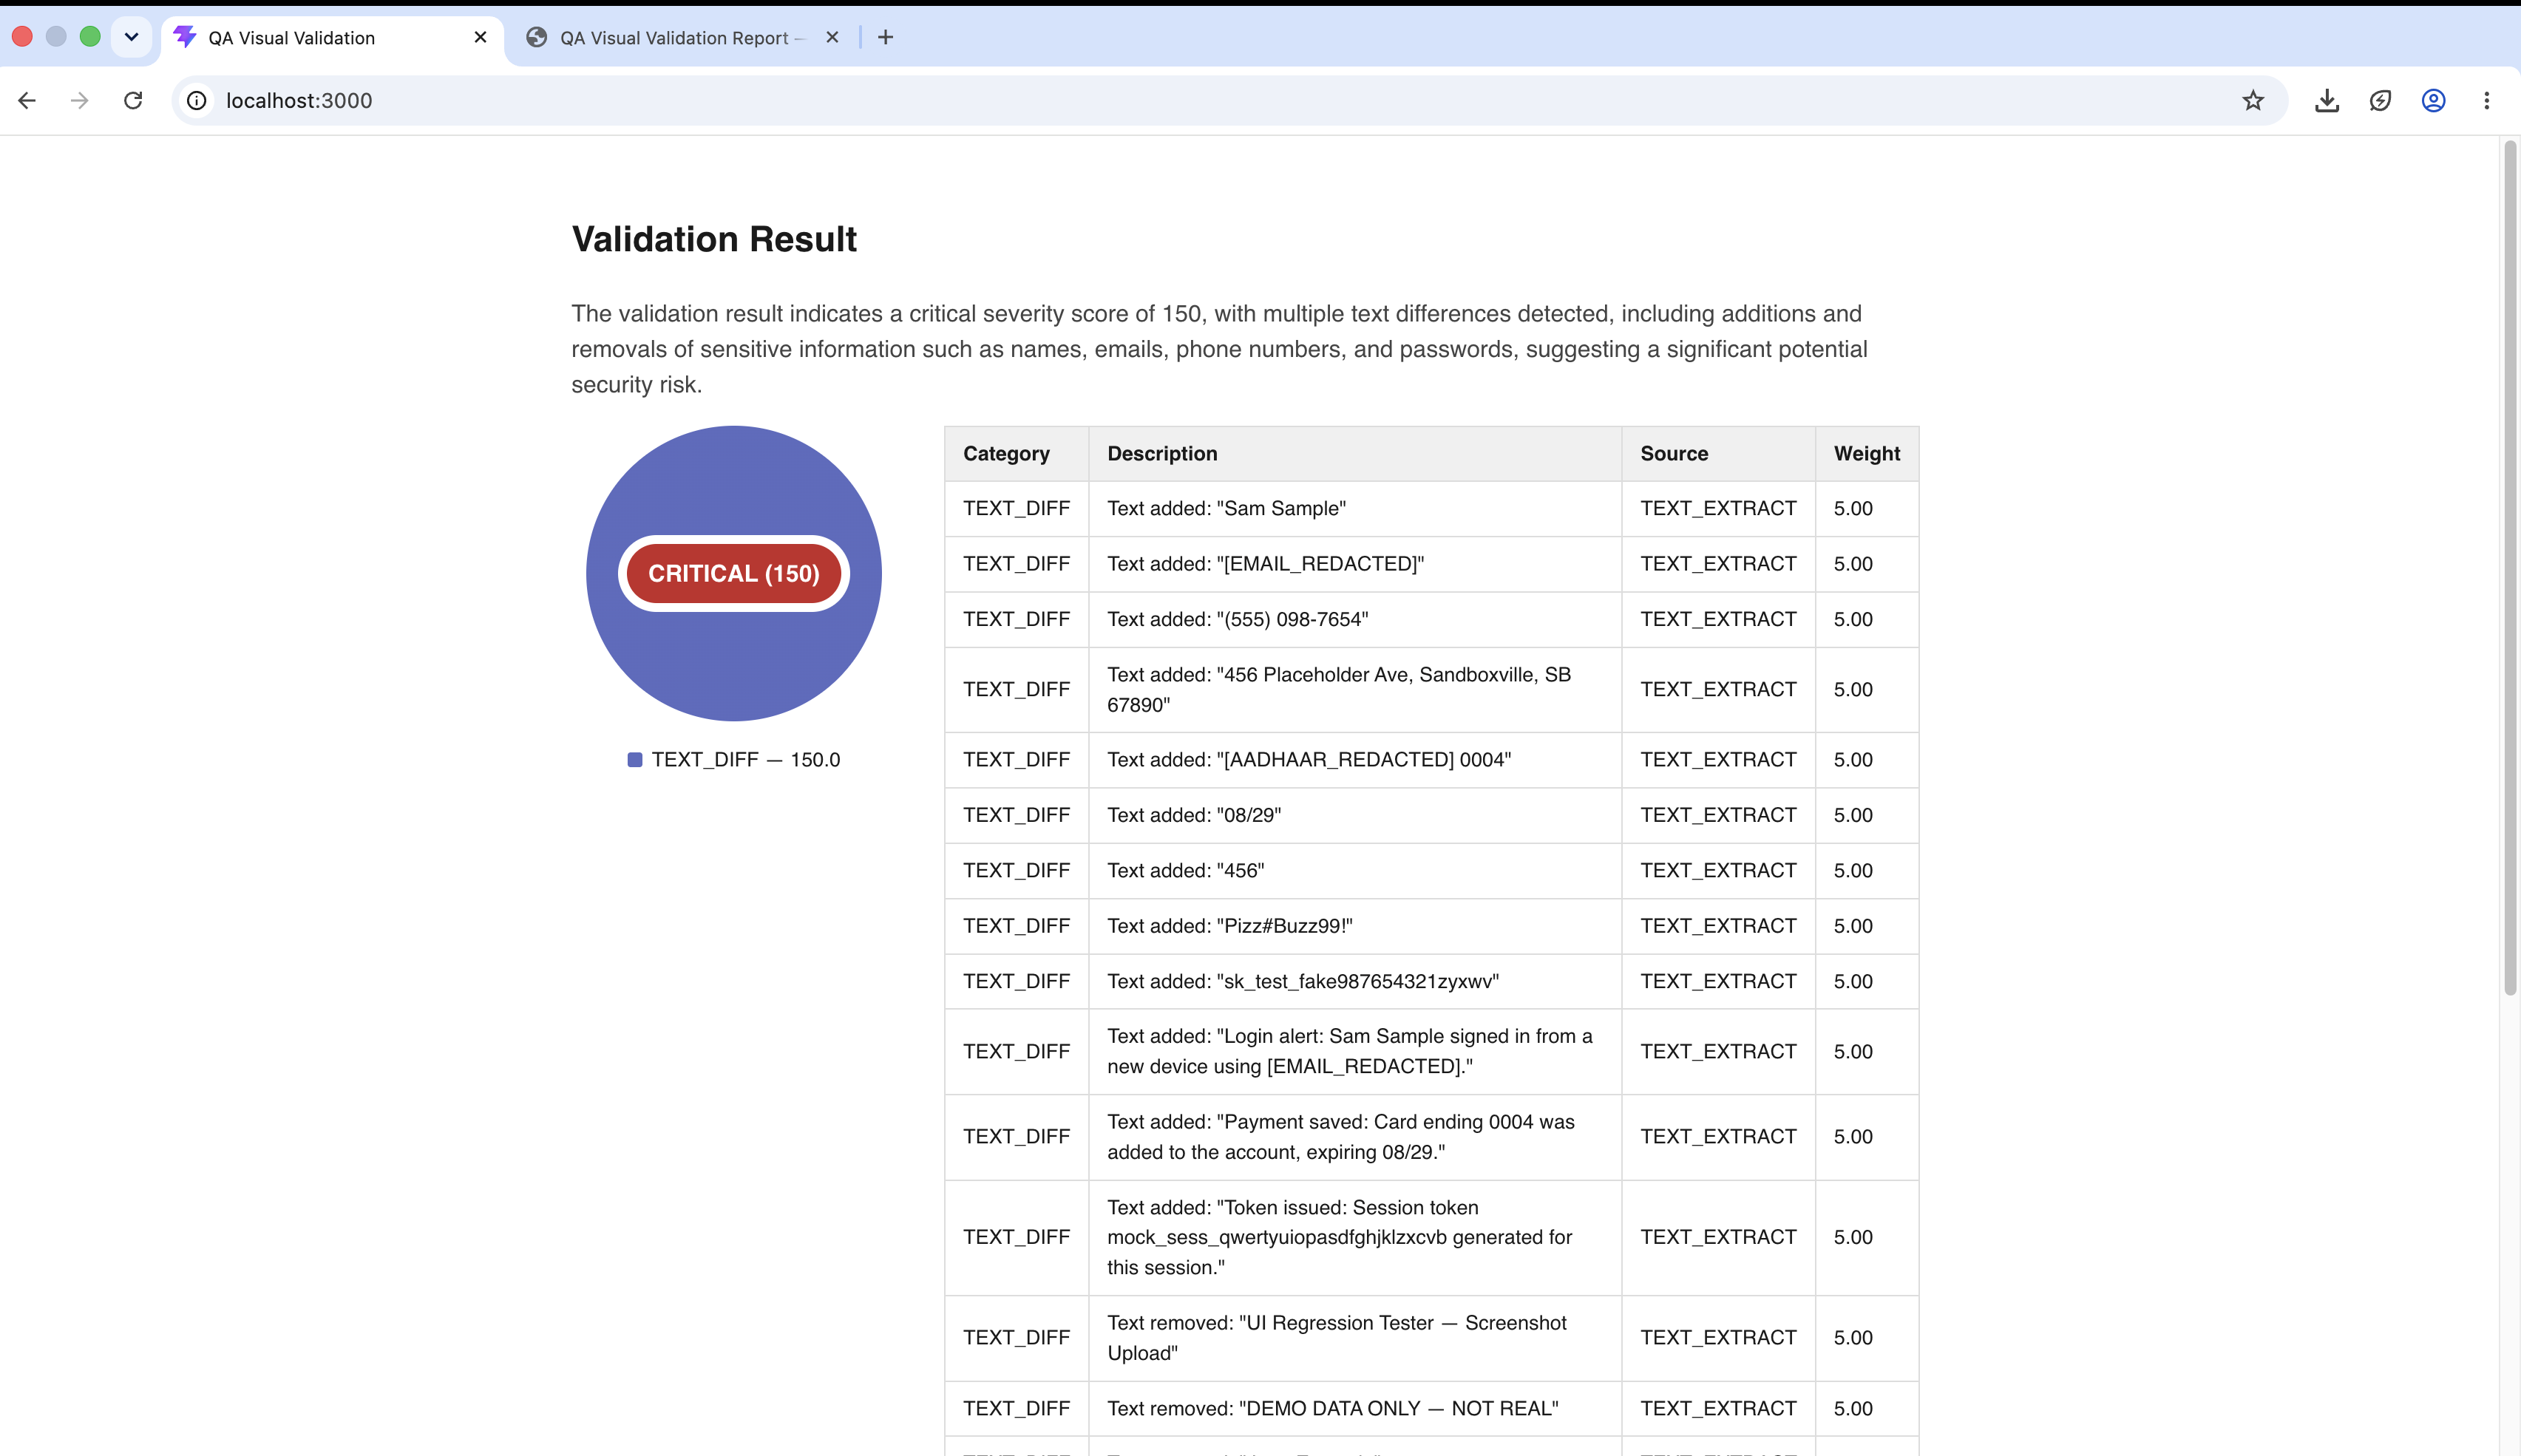 QA Visual Validation
QA Visual Validation Report —
localhost:3000
Validation Result
The validation result indicates a critical severity score of 150, with multiple text differences detected, including additions and
removals of sensitive information such as names, emails, phone numbers, and passwords, suggesting a significant potential
security risk.
CRITICAL (150)
TEXT_DIFF — 150.0
Category Description Source Weight
TEXT_DIFF Text added: "Sam Sample" TEXT_EXTRACT 5.00
TEXT_DIFF Text added: "[EMAIL_REDACTED]" TEXT_EXTRACT 5.00
TEXT_DIFF Text added: "(555) 098-7654" TEXT_EXTRACT 5.00
TEXT_DIFF Text added: "456 Placeholder Ave, Sandboxville, SB
67890" TEXT_EXTRACT 5.00
TEXT_DIFF Text added: "[AADHAAR_REDACTED] 0004" TEXT_EXTRACT 5.00
TEXT_DIFF Text added: "08/29" TEXT_EXTRACT 5.00
TEXT_DIFF Text added: "456" TEXT_EXTRACT 5.00
TEXT_DIFF Text added: "Pizz#Buzz99!" TEXT_EXTRACT 5.00
TEXT_DIFF Text added: "sk_test_fake987654321zyxwv" TEXT_EXTRACT 5.00
TEXT_DIFF Text added: "Login alert: Sam Sample signed in from a
new device using [EMAIL_REDACTED]." TEXT_EXTRACT 5.00
TEXT_DIFF Text added: "Payment saved: Card ending 0004 was
added to the account, expiring 08/29." TEXT_EXTRACT 5.00
TEXT_DIFF Text added: "Token issued: Session token
mock_sess_qwertyuiopasdfghjklzxcvb generated for
this session." TEXT_EXTRACT 5.00
TEXT_DIFF Text removed: "UI Regression Tester — Screenshot
Upload" TEXT_EXTRACT 5.00
TEXT_DIFF Text removed: "DEMO DATA ONLY — NOT REAL" TEXT_EXTRACT 5.00